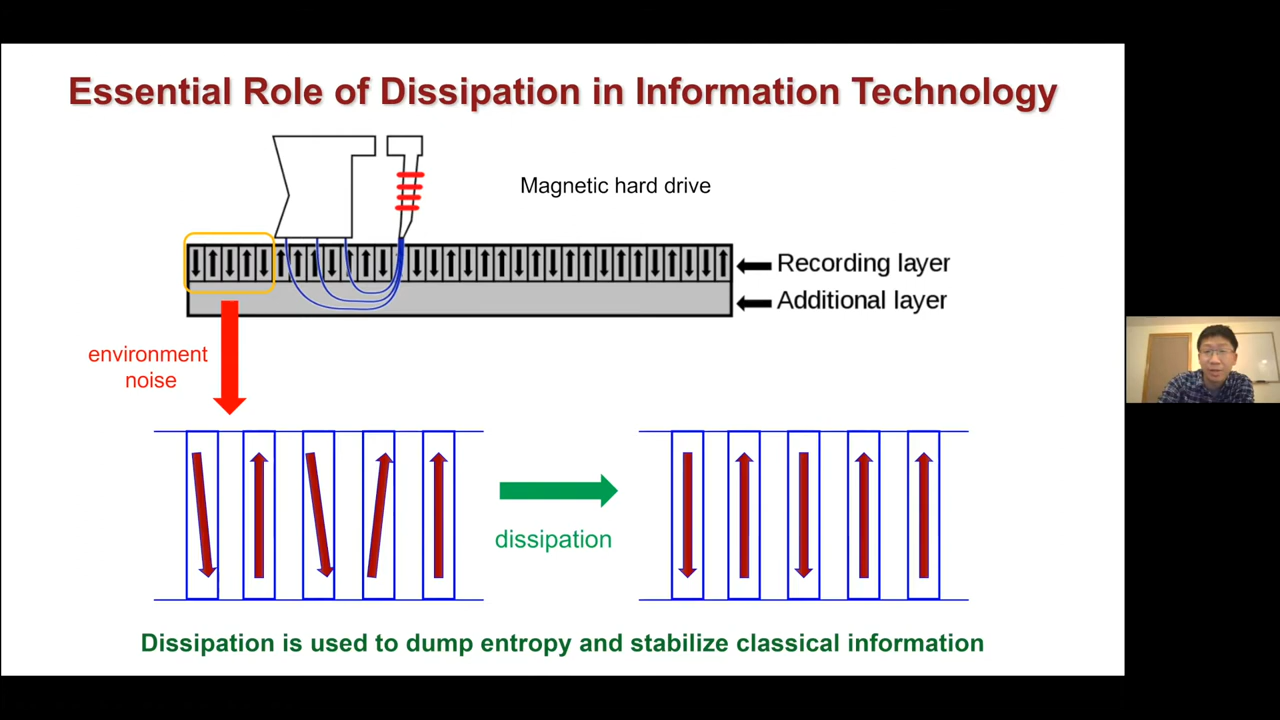 Essential Role of Dissipation in Information Technology
Magnetic hard drive
Recording layer
Additional layer
environment
noise
dissipation
Dissipation is used to dump entropy and stabilize classical information